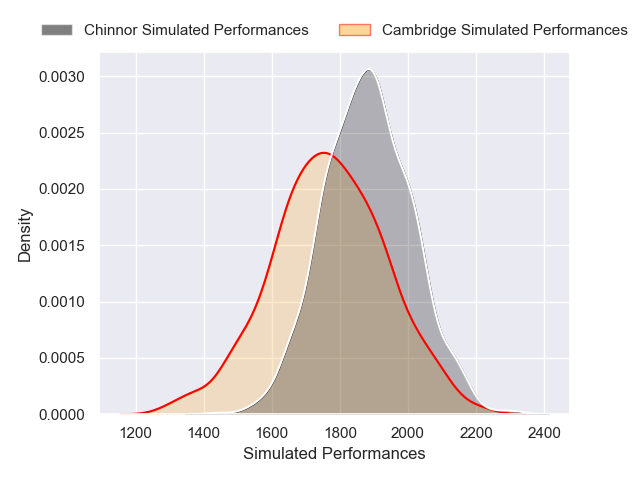 Chinnor Simulated Performances
Cambridge Simulated Performances
0.0030
0.0025
0.0020
0.0015
0.0010
0.0005
0.0000
Density
1200 1400 1600 1800 2000 2200 2400
Simulated Performances